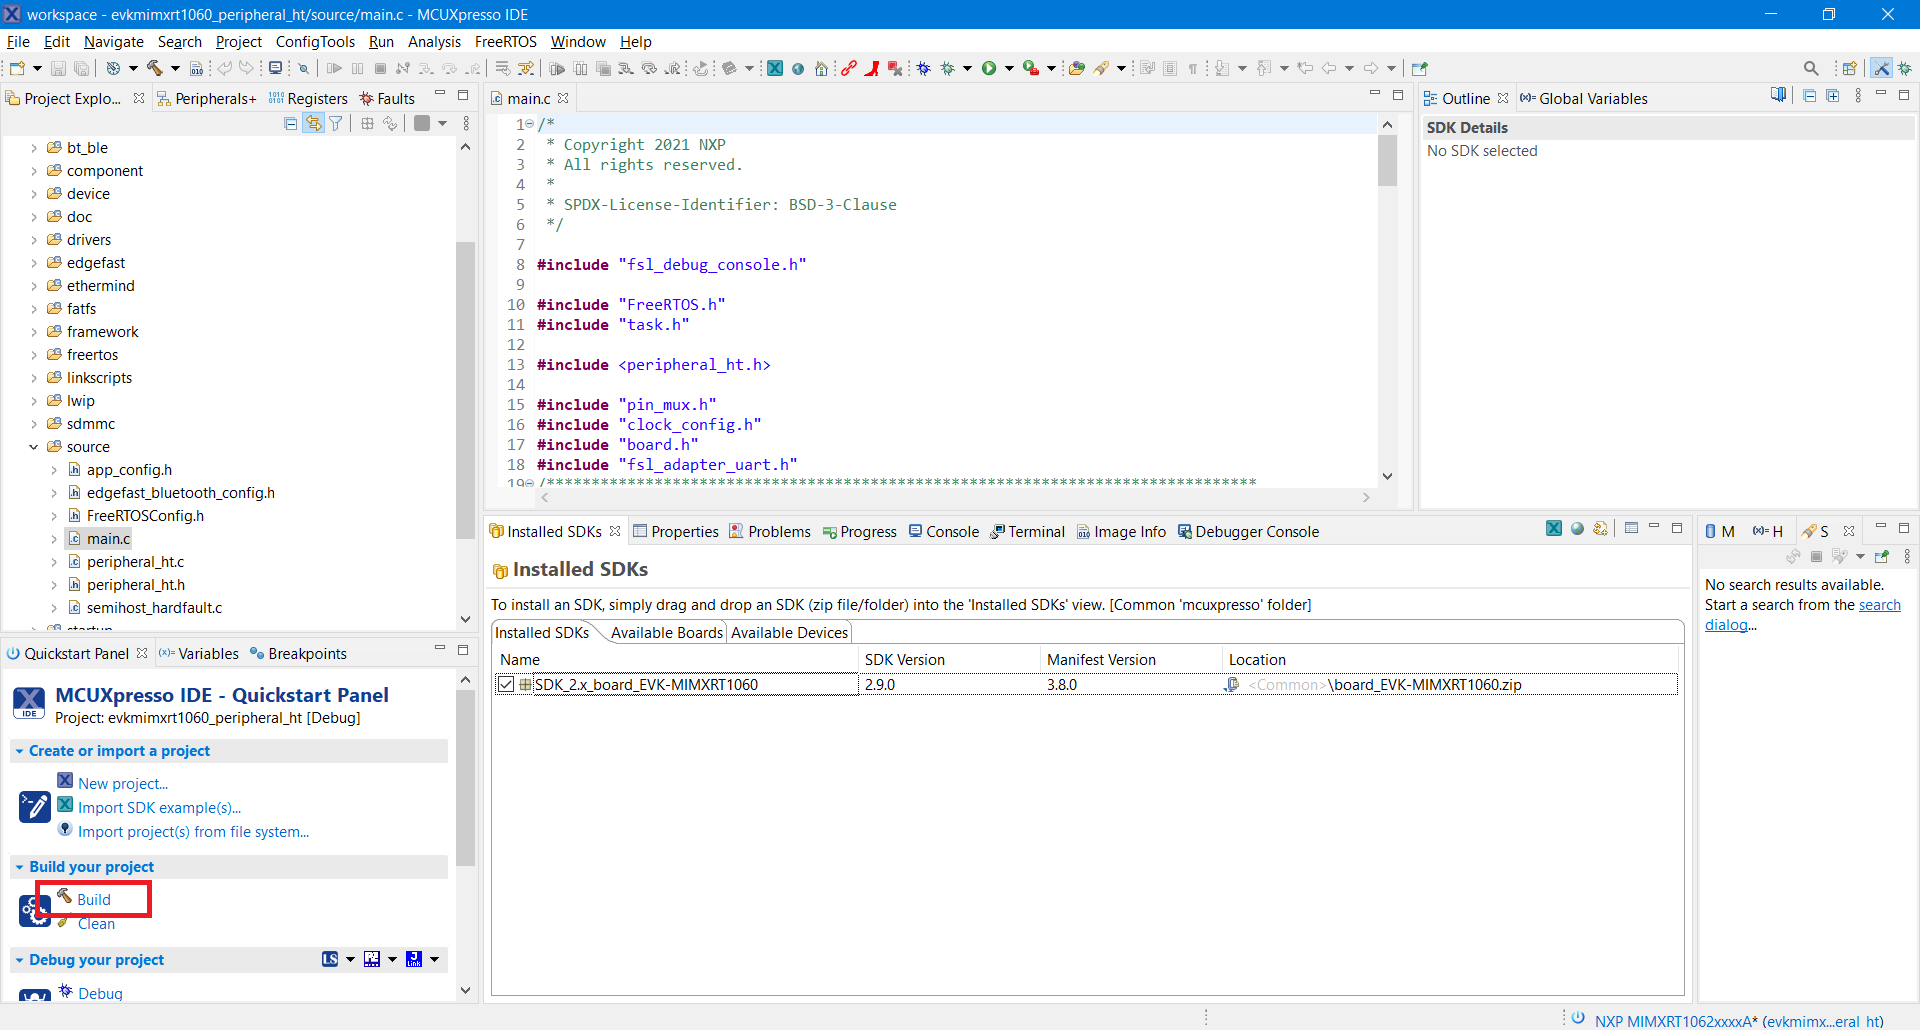 workspace - evkmimxrt1060_peripheral_ht/source/main.c - MCUXpresso IDE
File Edit Navigate Search Project ConfigTools Run Analysis FreeRTOS Window Help
Project Explo... Peripherals+ Registers Faults
bt_ble
component
device
doc
drivers
edgefast
ethermind
fatfs
framework
freertos
linkscripts
lwip
sdmmc
source
app_config.h
edgefast_bluetooth_config.h
FreeRTOSConfig.h
main.c
peripheral_ht.c
peripheral_ht.h
semihost_hardfault.c
startup
main.c
1 /*
2 * Copyright 2021 NXP
3 * All rights reserved.
4 *
5 * SPDX-License-Identifier: BSD-3-Clause
6 */
7
8 #include "fsl_debug_console.h"
9
10 #include "FreeRTOS.h"
11 #include "task.h"
12
13 #include <peripheral_ht.h>
14
15 #include "pin_mux.h"
16 #include "clock_config.h"
17 #include "board.h"
18 #include "fsl_adapter_uart.h"
19 /*******************************************************************************
Outline Global Variables
SDK Details
No SDK selected
Quickstart Panel Variables Breakpoints
MCUXpresso IDE - Quickstart Panel
Project: evkmimxrt1060_peripheral_ht [Debug]
Create or import a project
New project...
Import SDK example(s)...
Import project(s) from file system...
Build your project
Build
Clean
Debug your project
Debug
Installed SDKs Properties Problems Progress Console Terminal Image Info Debugger Console
Installed SDKs
To install an SDK, simply drag and drop an SDK (zip file/folder) into the 'Installed SDKs' view. [Common 'mcuxpresso' folder]
Installed SDKs Available Boards Available Devices
Name SDK Version Manifest Version Location
SDK_2.x_board_EVK-MIMXRT1060 2.9.0 3.8.0 <Common>\board_EVK-MIMXRT1060.zip
M H S
No search results available.
Start a search from the search
dialog...
NXP MIMXRT1062xxxxA* (evkmimx...eral_ht)